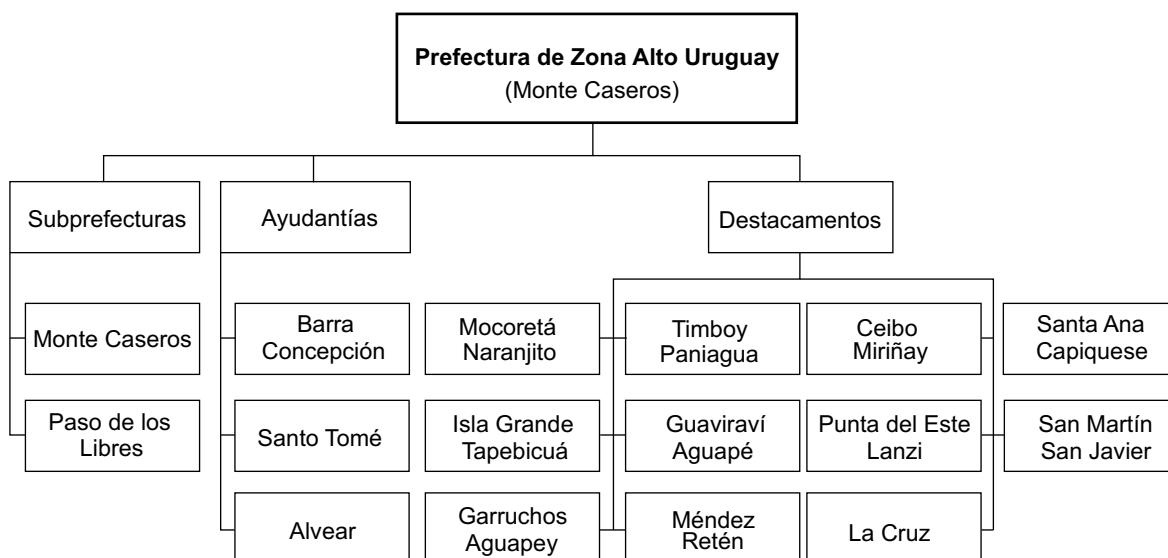 Prefectura de Zona Alto Uruguay
(Monte Caseros)
Subprefecturas
Ayudantías
Destacamentos
Monte Caseros
Paso de los
Libres
Barra
Concepción
Santo Tomé
Alvear
Mocoretá
Naranjito
Timboy
Paniagua
Ceibo
Miriñay
Santa Ana
Capiquese
Isla Grande
Tapebicuá
Guaviraví
Aguapé
Punta del Este
Lanzi
San Martín
San Javier
Garruchos
Aguapey
Méndez
Retén
La Cruz